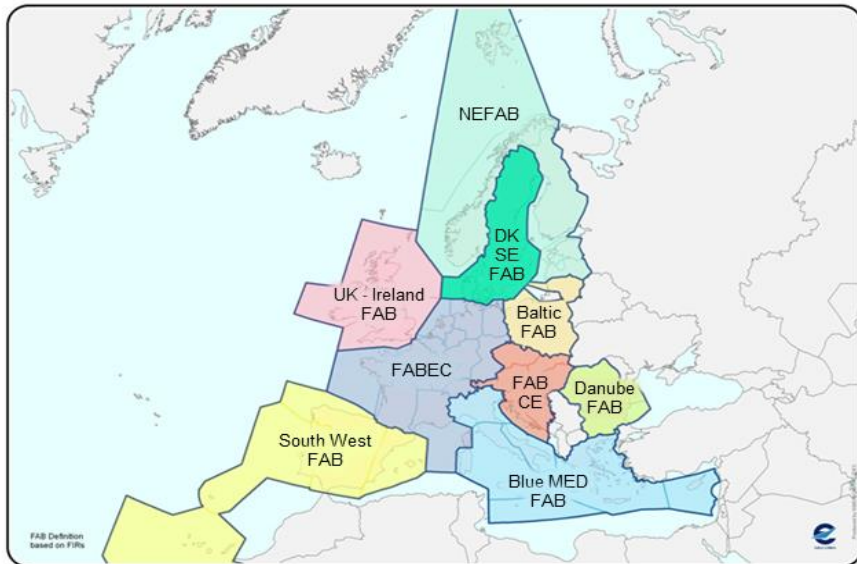 NEFAB
DK
SE
FAB
UK - Ireland
FAB
Baltic
FAB
FABEC
FAB
CE
Danube
FAB
South West
FAB
Blue MED
FAB
FAB Definition
based on FIRs